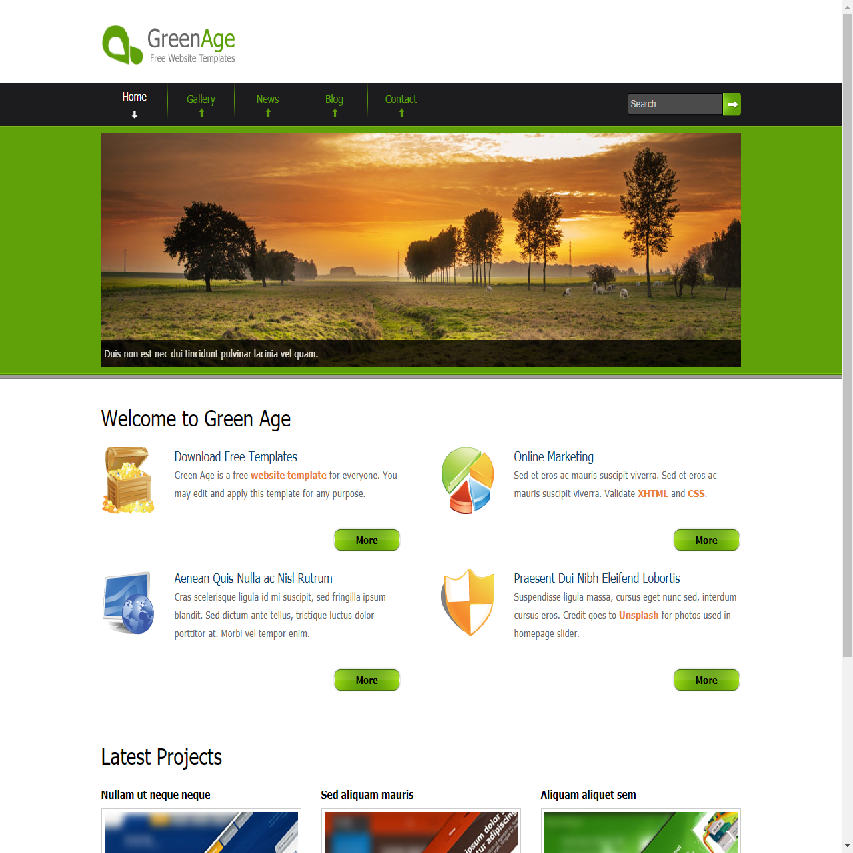 GreenAge
Free Website Templates
Home
Gallery
News
Blog
Contact
Search
Duis non est nec dui tincidunt pulvinar lacinia vel quam.
Welcome to Green Age
Download Free Templates
Green Age is a free website template for everyone. You
may edit and apply this template for any purpose.
More
Online Marketing
Sed et eros ac mauris suscipit viverra. Sed et eros ac
mauris suscipit viverra. Validate XHTML and CSS.
More
Aenean Quis Nulla ac Nisl Rutrum
Cras scelerisque ligula id mi suscipit, sed fringilla ipsum
blandit. Sed dictum ante tellus, tristique luctus dolor
porttitor at. Morbi vel tempor enim.
More
Praesent Dui Nibh Eleifend Lobortis
Suspendisse ligula massa, cursus eget nunc sed, interdum
cursus eros. Credit goes to Unsplash for photos used in
homepage slider.
More
Latest Projects
Nullam ut neque neque
Sed aliquam mauris
Aliquam aliquet sem
ipsum dolor
tur adipiscing